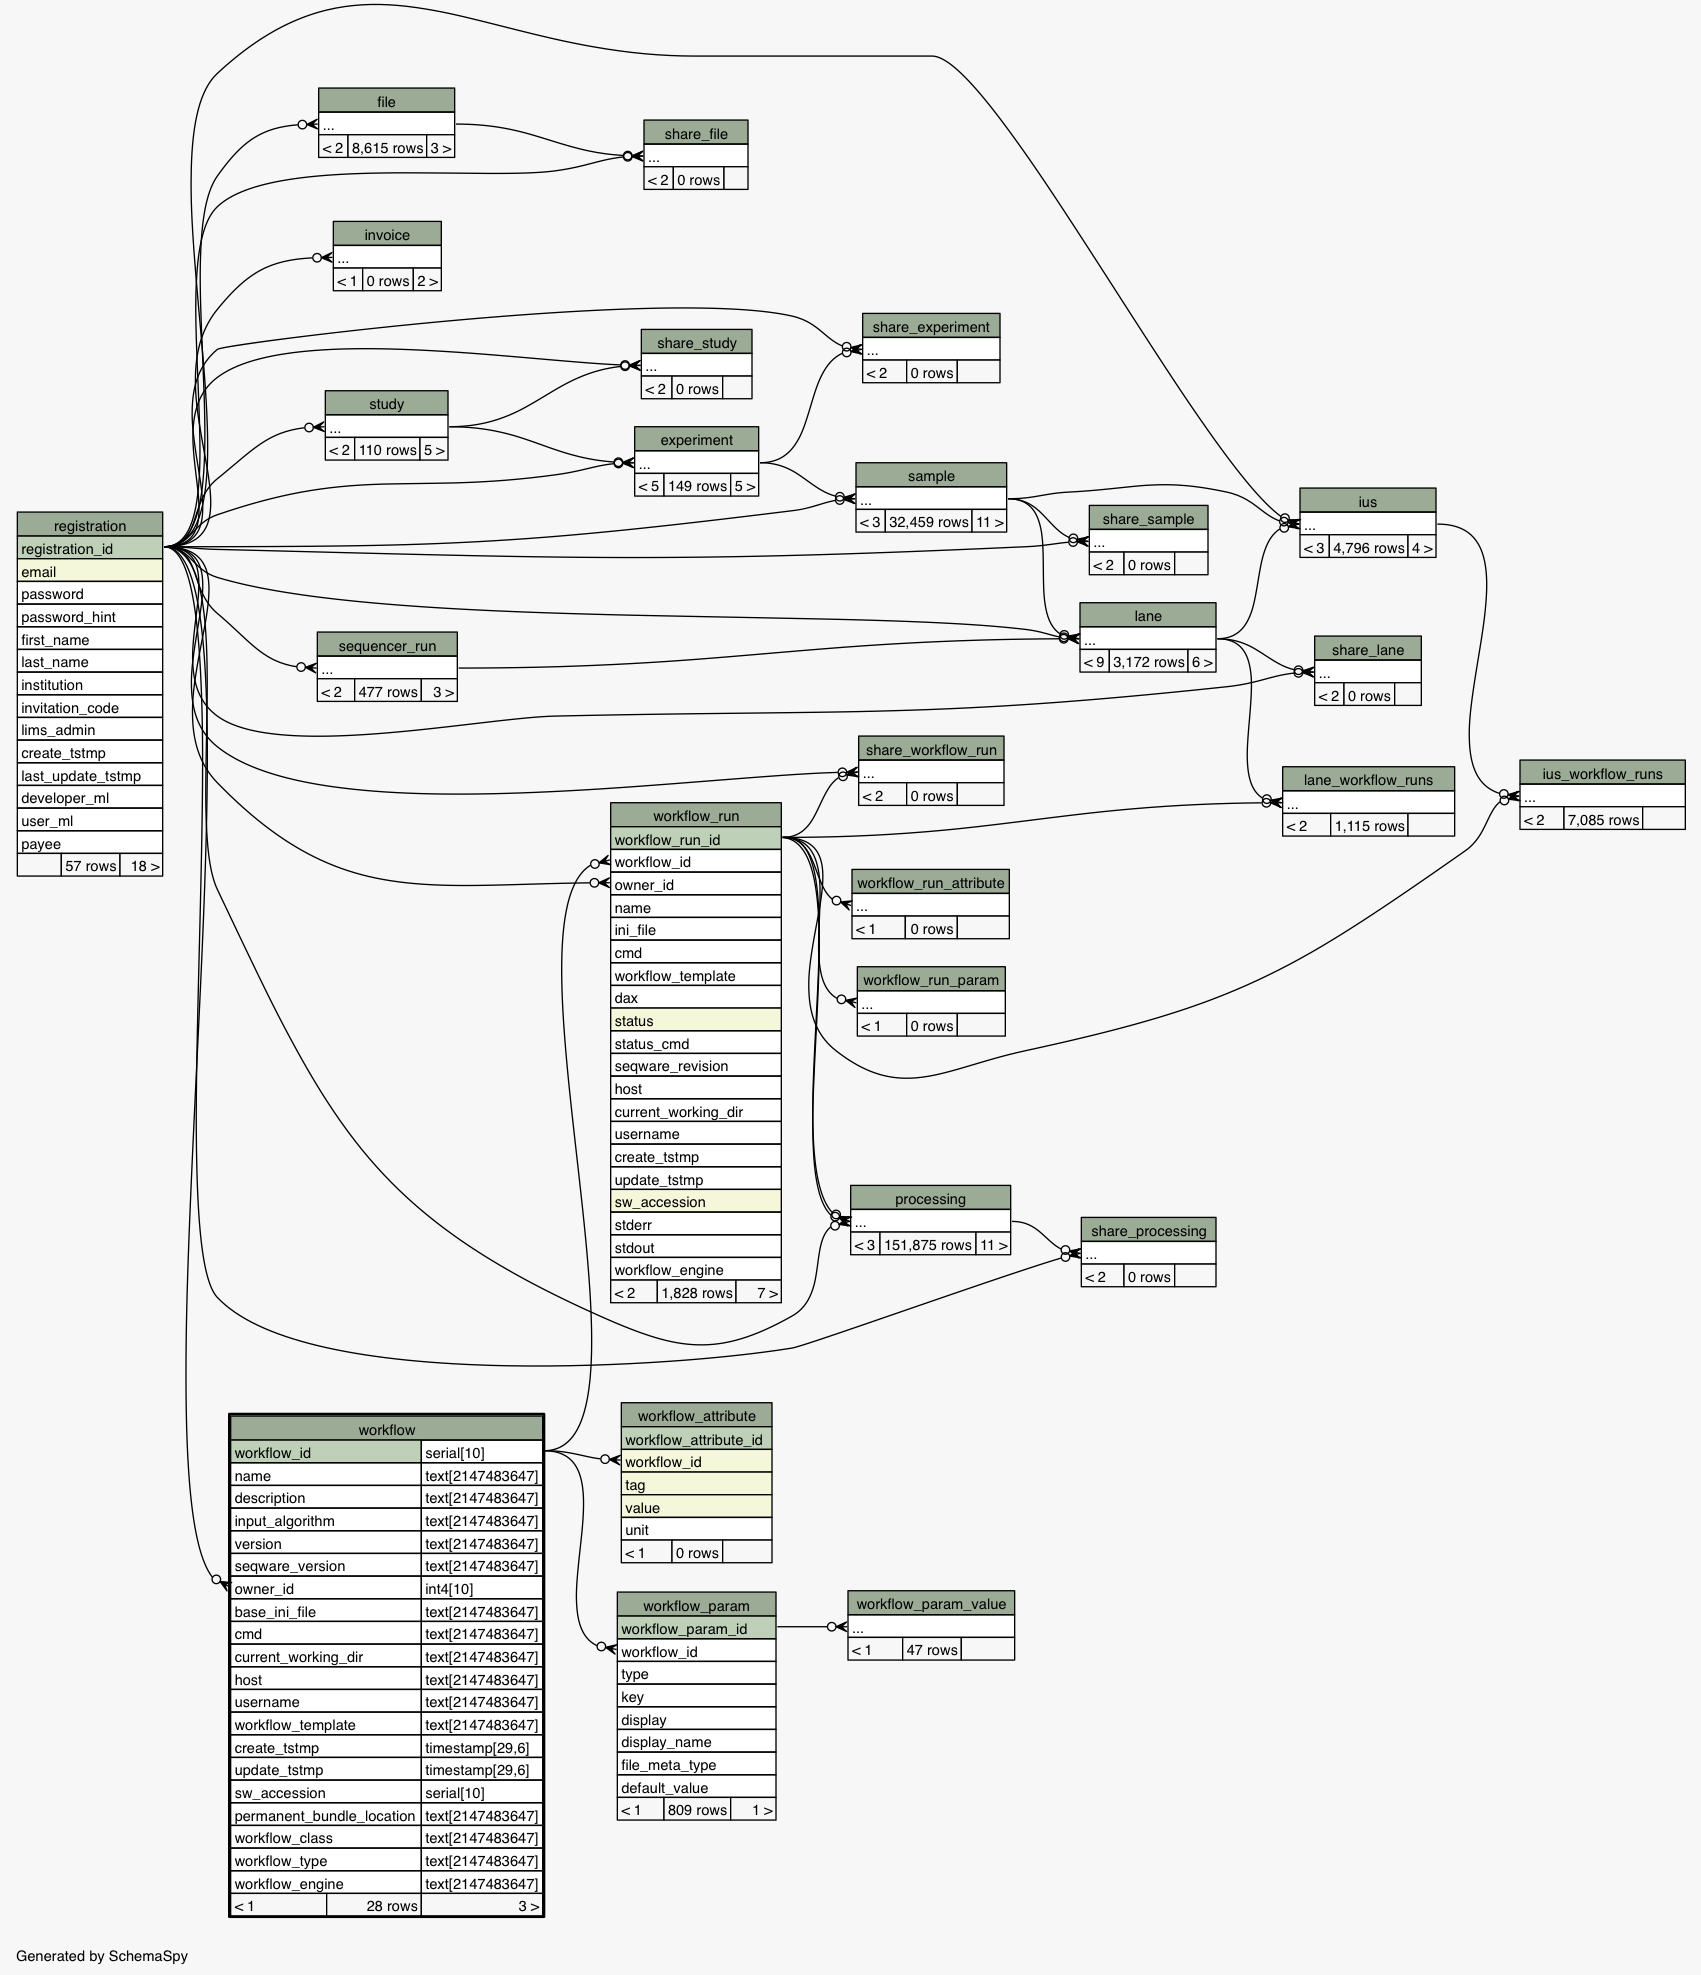 file
...
< 2 8,615 rows 3 >
share_file
...
< 2 0 rows
invoice
...
< 1 0 rows 2 >
share_experiment
...
< 2 0 rows
share_study
...
< 2 0 rows
study
...
< 2 110 rows 5 >
experiment
...
< 5 149 rows 5 >
sample
...
< 3 32,459 rows 11 >
share_sample
...
< 2 0 rows
ius
...
< 3 4,796 rows 4 >
registration
registration_id
email
password
password_hint
first_name
last_name
institution
invitation_code
lims_admin
create_tstmp
last_update_tstmp
developer_ml
user_ml
payee
57 rows 18 >
sequencer_run
...
< 2 477 rows 3 >
lane
...
< 9 3,172 rows 6 >
share_lane
...
< 2 0 rows
share_workflow_run
...
< 2 0 rows
lane_workflow_runs
...
< 2 1,115 rows
ius_workflow_runs
...
< 2 7,085 rows
workflow_run
workflow_run_id
workflow_id
owner_id
name
ini_file
cmd
workflow_template
dax
status
status_cmd
seqware_revision
host
current_working_dir
username
create_tstmp
update_tstmp
sw_accession
stderr
stdout
workflow_engine
< 2 1,828 rows 7 >
workflow_run_attribute
...
< 1 0 rows
workflow_run_param
...
< 1 0 rows
processing
...
< 3 151,875 rows 11 >
share_processing
...
< 2 0 rows
workflow
workflow_id serial[10]
name text[2147483647]
description text[2147483647]
input_algorithm text[2147483647]
version text[2147483647]
seqware_version text[2147483647]
owner_id int4[10]
base_ini_file text[2147483647]
cmd text[2147483647]
current_working_dir text[2147483647]
host text[2147483647]
username text[2147483647]
workflow_template text[2147483647]
create_tstmp timestamp[29,6]
update_tstmp timestamp[29,6]
sw_accession serial[10]
permanent_bundle_location text[2147483647]
workflow_class text[2147483647]
workflow_type text[2147483647]
workflow_engine text[2147483647]
< 1 28 rows 3 >
workflow_attribute
workflow_attribute_id
workflow_id
tag
value
unit
< 1 0 rows
workflow_param
workflow_param_id
workflow_id
type
key
display
display_name
file_meta_type
default_value
< 1 809 rows 1 >
workflow_param_value
...
< 1 47 rows
Generated by SchemaSpy